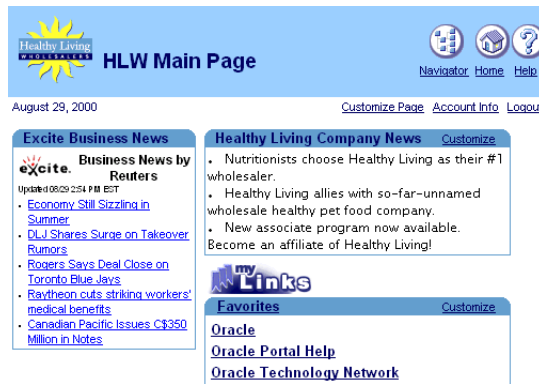 Healthy Living
WHOLESALERS
HLW Main Page
Navigator Home Help
August 29, 2000
Customize Page Account Info Logou
Excite Business News
excite. Business News by
Reuters
Updated 08/29 2:54 PM EST
• Economy Still Sizzling in
Summer
• DLJ Shares Surge on Takeover
Rumors
• Rogers Says Deal Close on
Toronto Blue Jays
• Raytheon cuts striking workers'
medical benefits
• Canadian Pacific Issues C$350
Million in Notes
Healthy Living Company News Customize
• Nutritionists choose Healthy Living as their #1
wholesaler.
• Healthy Living allies with so-far-unnamed
wholesale healthy pet food company.
• New associate program now available.
Become an affiliate of Healthy Living!
my Links
Favorites Customize
Oracle
Oracle Portal Help
Oracle Technology Network